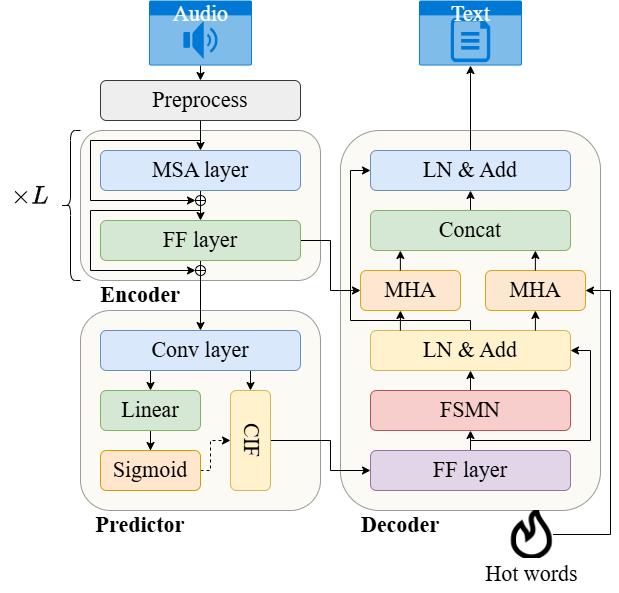 Audio
Text
Preprocess
×L
MSA layer
FF layer
Encoder
Conv layer
Linear
Sigmoid
CIF
Predictor
LN & Add
Concat
MHA
MHA
LN & Add
FSMN
FF layer
Decoder
Hot words